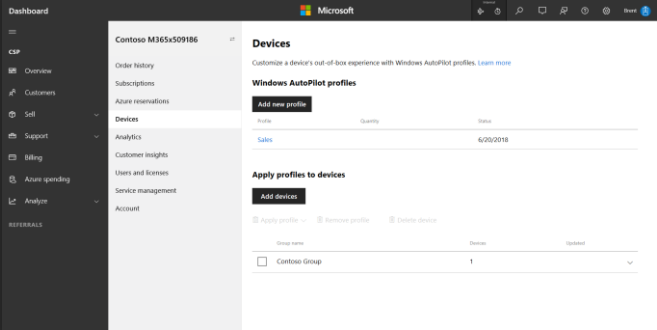 Dashboard
Microsoft
Brent
CSP
Overview
Customers
Sell
Support
Billing
Azure spending
Analyze
REFERRALS
Contoso M365x509186
Order history
Subscriptions
Azure reservations
Devices
Analytics
Customer insights
Users and licenses
Service management
Account
Devices
Customize a device's out-of-box experience with Windows AutoPilot profiles. Learn more
Windows AutoPilot profiles
Add new profile
Profile Quantity Status
Sales 6/20/2018
Apply profiles to devices
Add devices
Apply profile Remove profile Delete device
Group name Devices Updated
Contoso Group 1